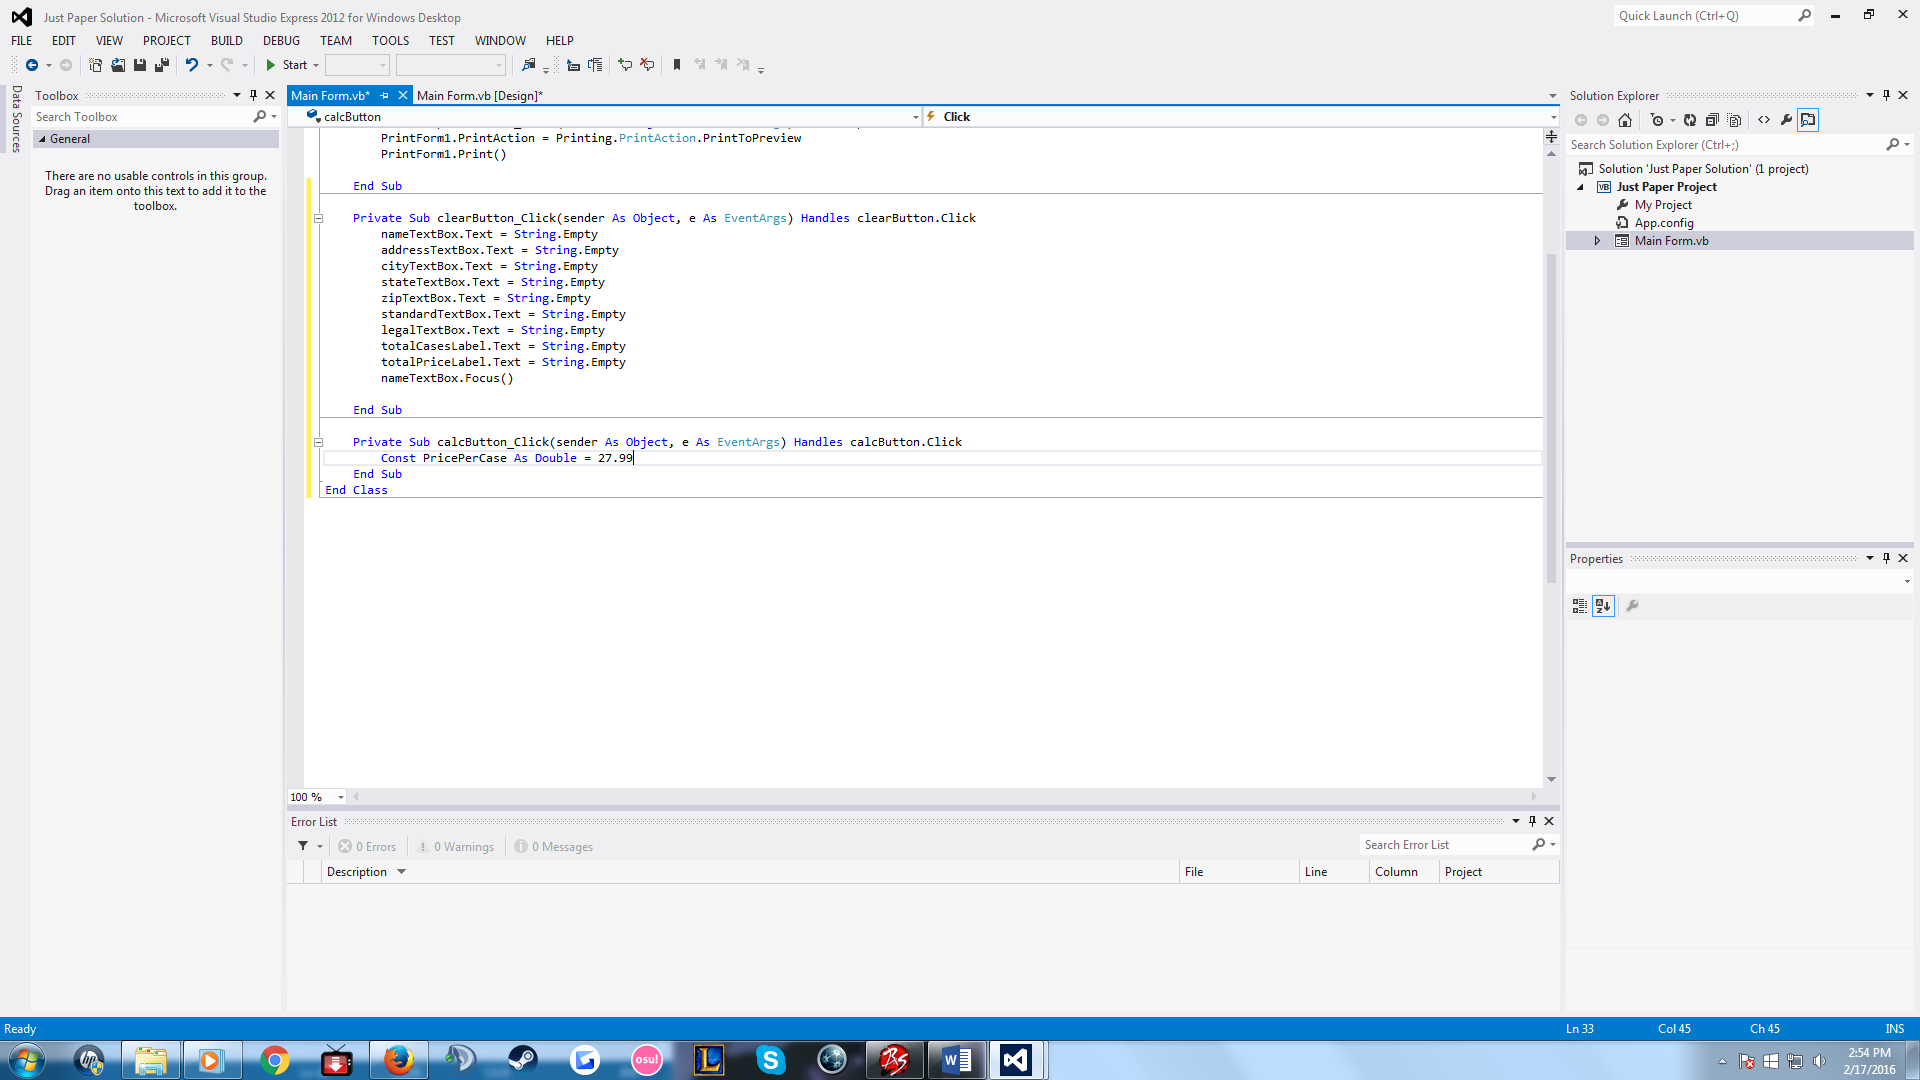 Just Paper Solution - Microsoft Visual Studio Express 2012 for Windows Desktop
Quick Launch (Ctrl+Q)
FILE EDIT VIEW PROJECT BUILD DEBUG TEAM TOOLS TEST WINDOW HELP
Start
Data Sources
Toolbox
Search Toolbox
General
There are no usable controls in this group.
Drag an item onto this text to add it to the
toolbox.
Main Form.vb* Main Form.vb [Design]*
calcButton Click
PrintForm1.PrintAction = Printing.PrintAction.PrintToPreview
PrintForm1.Print()
End Sub
Private Sub clearButton_Click(sender As Object, e As EventArgs) Handles clearButton.Click
nameTextBox.Text = String.Empty
addressTextBox.Text = String.Empty
cityTextBox.Text = String.Empty
stateTextBox.Text = String.Empty
zipTextBox.Text = String.Empty
standardTextBox.Text = String.Empty
legalTextBox.Text = String.Empty
totalCasesLabel.Text = String.Empty
totalPriceLabel.Text = String.Empty
nameTextBox.Focus()
End Sub
Private Sub calcButton_Click(sender As Object, e As EventArgs) Handles calcButton.Click
Const PricePerCase As Double = 27.99
End Sub
End Class
100 %
Error List
0 Errors 0 Warnings 0 Messages
Search Error List
Description File Line Column Project
Solution Explorer
Search Solution Explorer (Ctrl+;)
Solution 'Just Paper Solution' (1 project)
VB Just Paper Project
My Project
App.config
Main Form.vb
Properties
Ready Ln 33 Col 45 Ch 45 INS
hp
osu!
L
S
BS
W
2:54 PM
2/17/2016